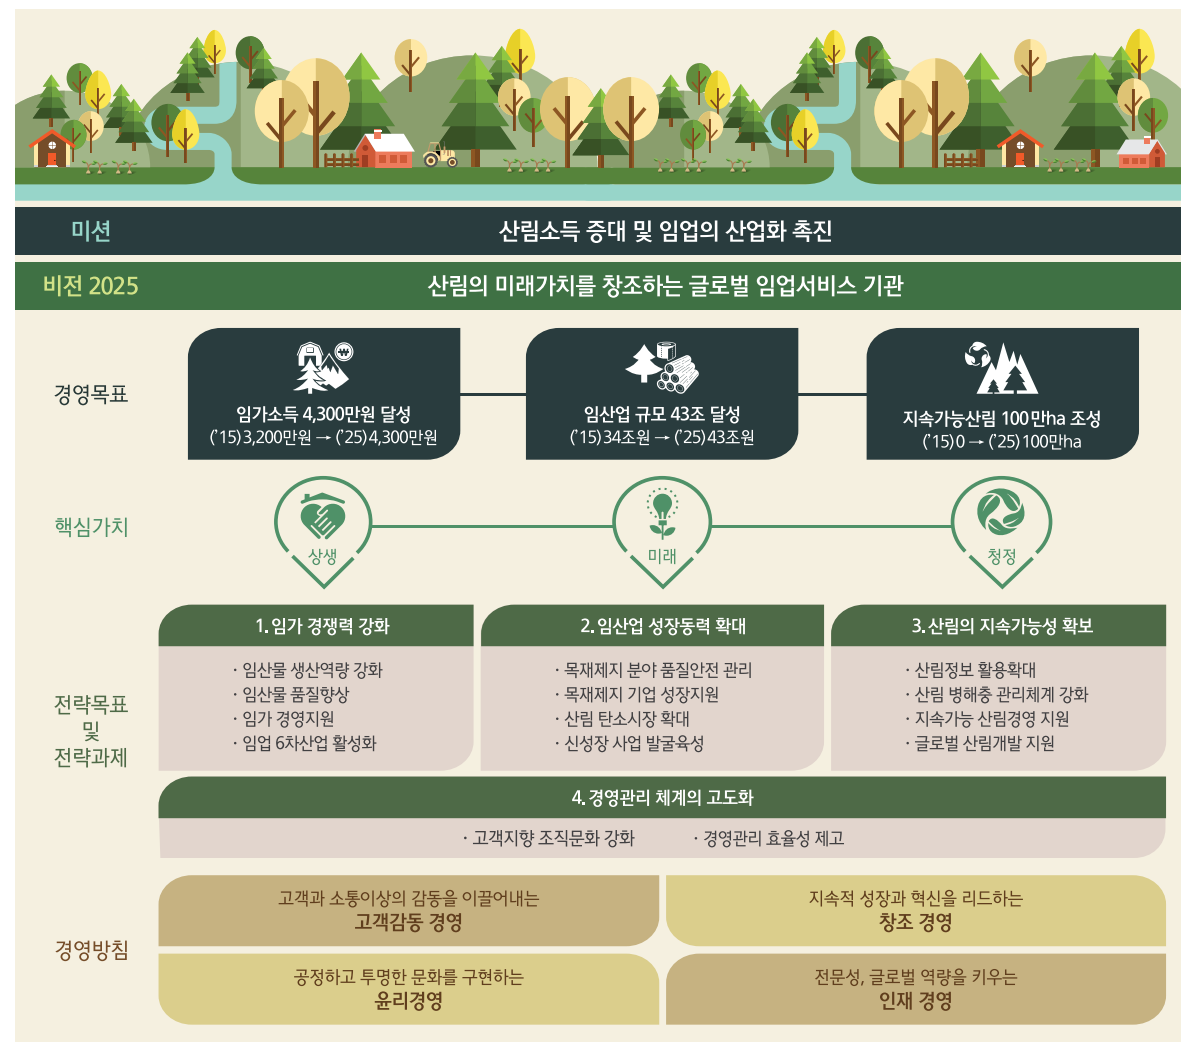 미션
산림소득 증대 및 임업의 산업화 촉진
비전 2025
산림의 미래가치를 창조하는 글로벌 임업서비스 기관
경영목표
임가소득 4,300만원 달성
('15)3,200만원 → ('25)4,300만원
임산업 규모 43조 달성
('15)34조원 → ('25)43조원
지속가능산림 100만ha 조성
('15)0 → ('25)100만ha
핵심가치
상생
미래
청정
전략목표
및
전략과제
1. 임가 경쟁력 강화
· 임산물 생산역량 강화
· 임산물 품질향상
· 임가 경영지원
· 임업 6차산업 활성화
2. 임산업 성장동력 확대
· 목재제지 분야 품질안전 관리
· 목재제지 기업 성장지원
· 산림 탄소시장 확대
· 신성장 사업 발굴육성
3. 산림의 지속가능성 확보
· 산림정보 활용확대
· 산림 병해충 관리체계 강화
· 지속가능 산림경영 지원
· 글로벌 산림개발 지원
4. 경영관리 체계의 고도화
· 고객지향 조직문화 강화
· 경영관리 효율성 제고
경영방침
고객과 소통이상의 감동을 이끌어내는
고객감동 경영
지속적 성장과 혁신을 리드하는
창조 경영
공정하고 투명한 문화를 구현하는
윤리경영
전문성, 글로벌 역량을 키우는
인재 경영